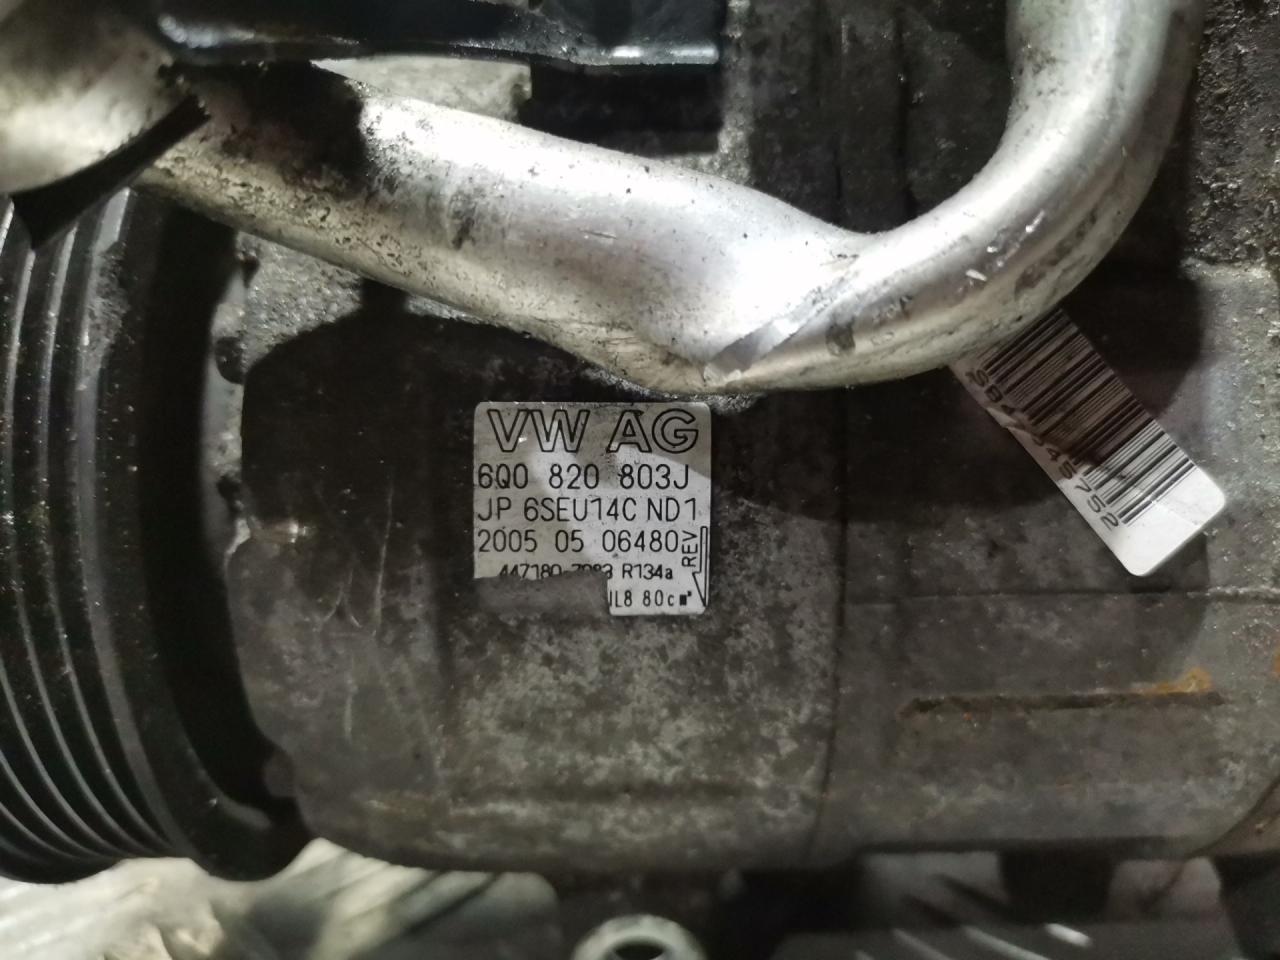 VW AG
6Q0 820 803J
JP 6SEU14C ND1
2005 05 06480
REV
R134a
80c